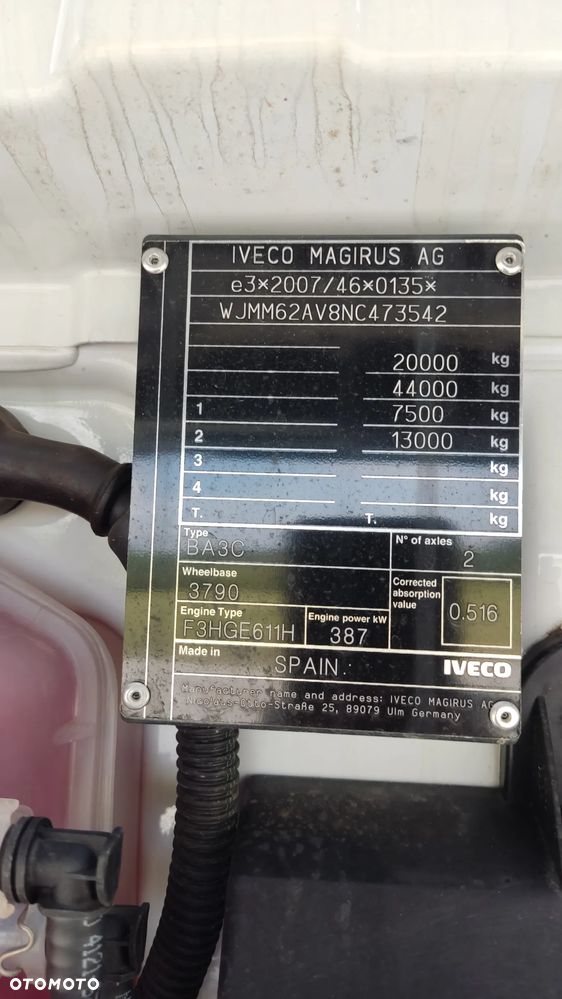 IVECO MAGIRUS AG
e3*2007/46*0135*
WJMM62AV8NC473542
20000 kg
44000 kg
1 7500 kg
2 13000 kg
3 kg
4 kg
T. T. kg
Type N° of axles
BA3C 2
Wheelbase
3790
Corrected absorption value 0.516
Engine Type Engine power kW
F3HGE611H 387
Made in SPAIN. IVECO
Manufacturer name and address: IVECO MAGIRUS AG
Nicolaus-Otto-Straße 25, 89079 Ulm Germany
OTOMOTO